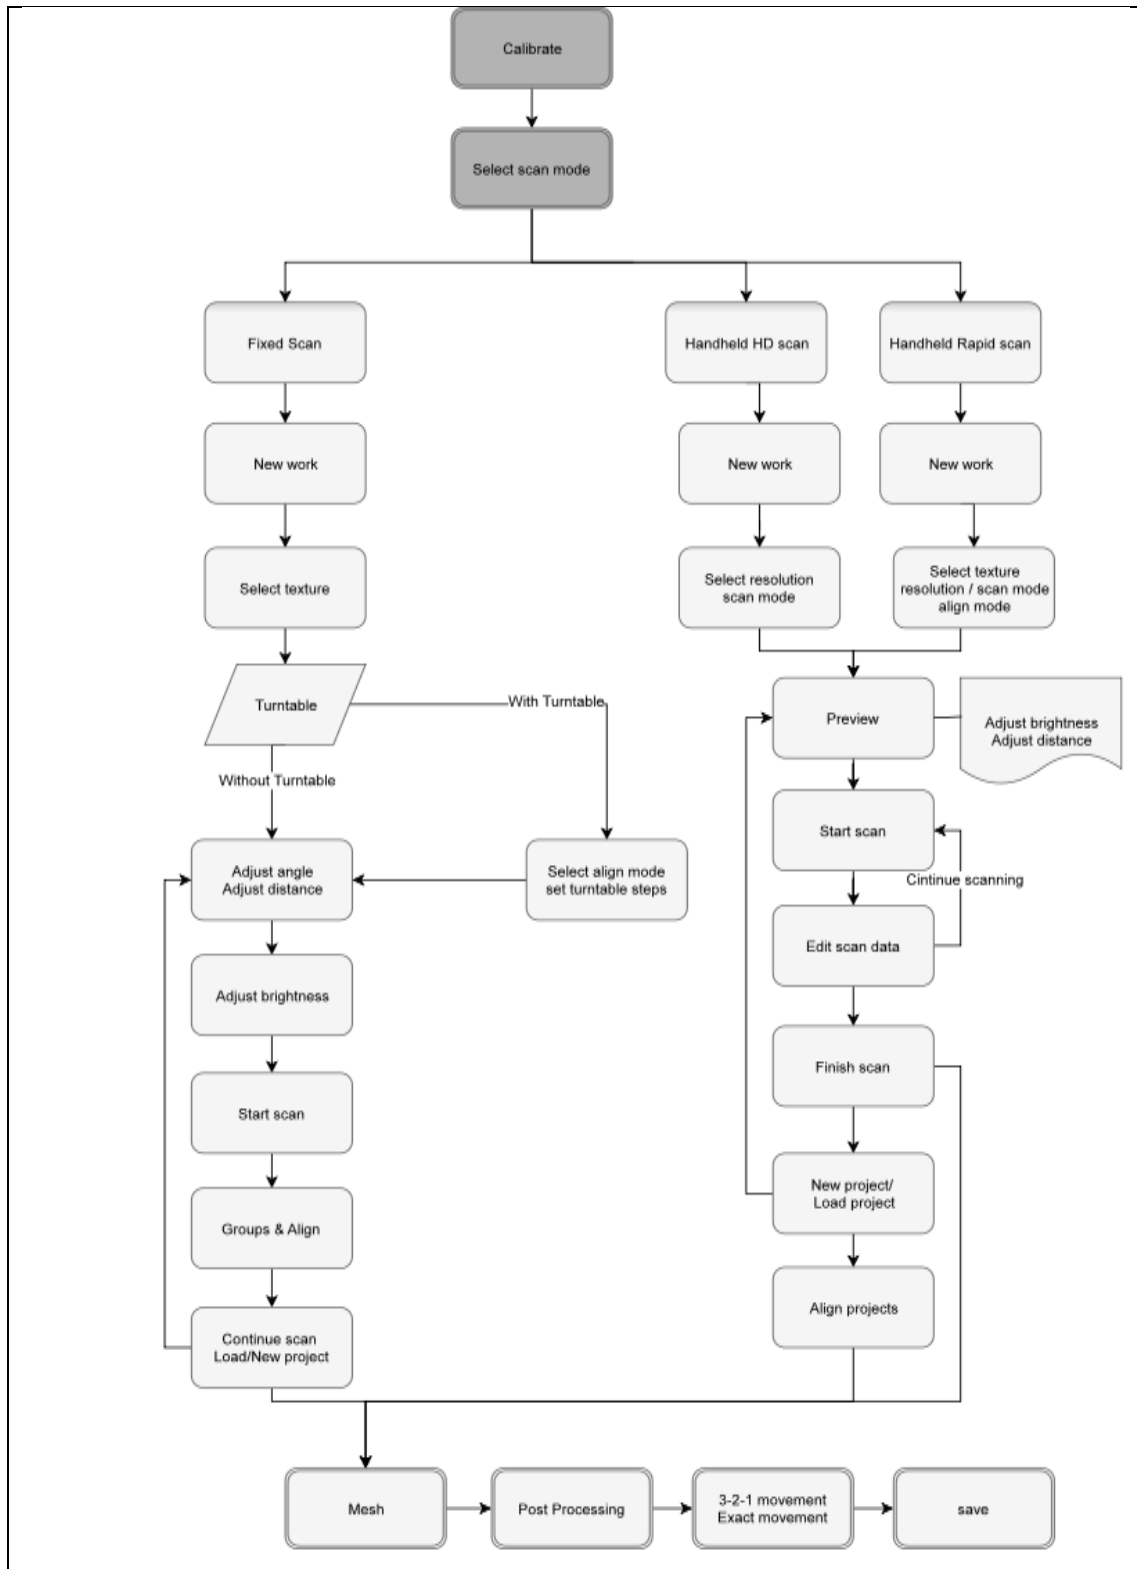 Calibrate
Select scan mode
Fixed Scan
Handheld HD scan
Handheld Rapid scan
New work
New work
New work
Select texture
Select resolution
scan mode
Select texture
resolution / scan mode
align mode
Turntable
With Turntable
Without Turntable
Preview
Adjust brightness
Adjust distance
Start scan
Adjust angle
Adjust distance
Select align mode
set turntable steps
Cintinue scanning
Edit scan data
Adjust brightness
Finish scan
Start scan
New project/
Load project
Groups & Align
Align projects
Continue scan
Load/New project
Mesh
Post Processing
3-2-1 movement
Exact movement
save